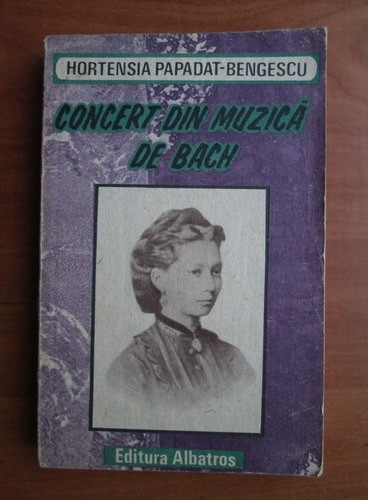 HORTENSIA PAPADAT-BENGESCU
CONCERT DIN MUZICĂ
DE BACH
Editura Albatros